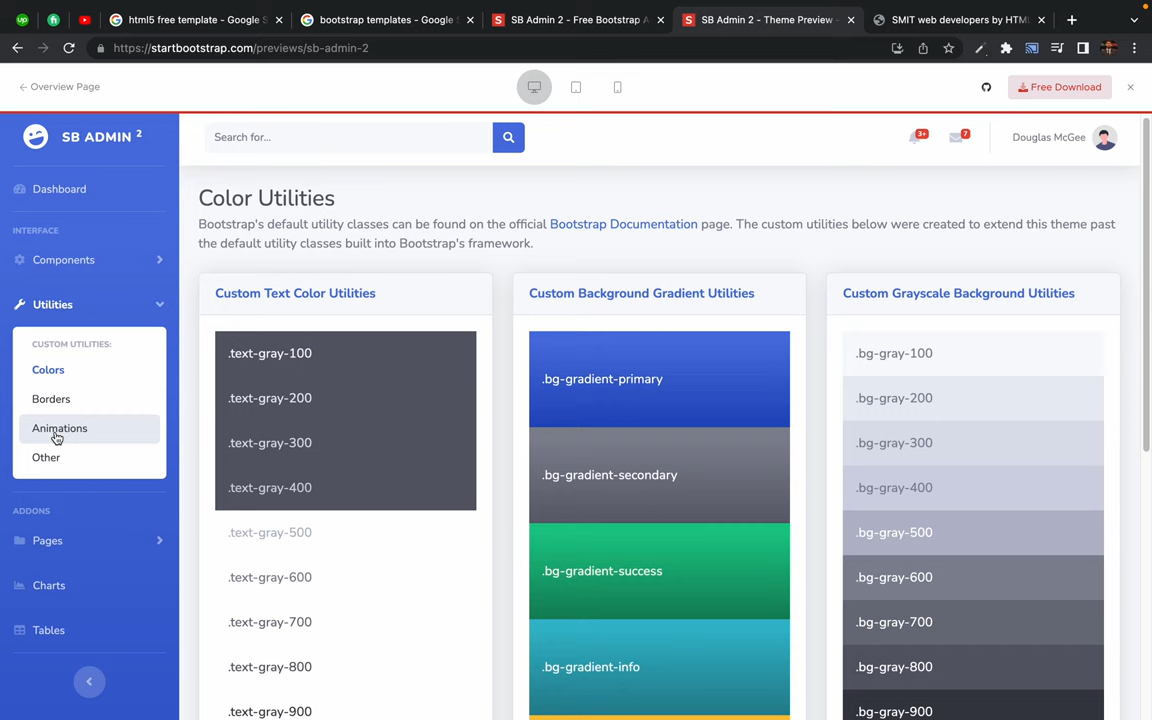 html5 free template - Google S
bootstrap templates - Google S
SB Admin 2 - Free Bootstrap A
SB Admin 2 - Theme Preview -
SMIT web developers by HTML
https://startbootstrap.com/previews/sb-admin-2
Overview Page
Free Download
SB ADMIN 2
Search for...
3+
7
Douglas McGee
Dashboard
INTERFACE
Components
Utilities
CUSTOM UTILITIES:
Colors
Borders
Animations
Other
ADDONS
Pages
Charts
Tables
Color Utilities
Bootstrap's default utility classes can be found on the official Bootstrap Documentation page. The custom utilities below were created to extend this theme past
the default utility classes built into Bootstrap's framework.
Custom Text Color Utilities
.text-gray-100
.text-gray-200
.text-gray-300
.text-gray-400
.text-gray-500
.text-gray-600
.text-gray-700
.text-gray-800
.text-gray-900
Custom Background Gradient Utilities
.bg-gradient-primary
.bg-gradient-secondary
.bg-gradient-success
.bg-gradient-info
Custom Grayscale Background Utilities
.bg-gray-100
.bg-gray-200
.bg-gray-300
.bg-gray-400
.bg-gray-500
.bg-gray-600
.bg-gray-700
.bg-gray-800
.bg-gray-900